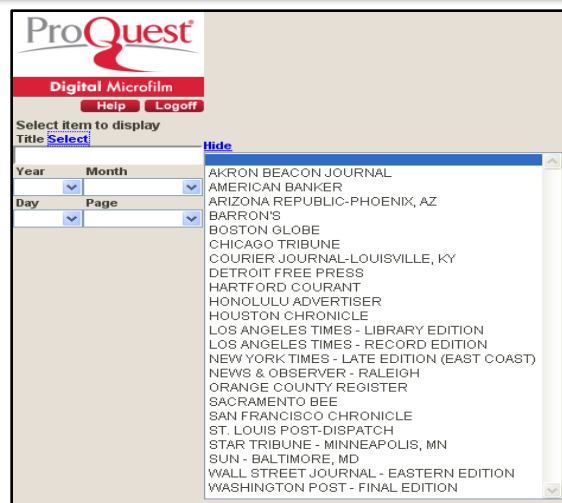 ProQuest
Digital Microfilm
Help Logoff
Select item to display
Title Select
Hide
Year Month
Day Page
AKRON BEACON JOURNAL
AMERICAN BANKER
ARIZONA REPUBLIC-PHOENIX, AZ
BARRON'S
BOSTON GLOBE
CHICAGO TRIBUNE
COURIER JOURNAL-LOUISVILLE, KY
DETROIT FREE PRESS
HARTFORD COURANT
HONOLULU ADVERTISER
HOUSTON CHRONICLE
LOS ANGELES TIMES - LIBRARY EDITION
LOS ANGELES TIMES - RECORD EDITION
NEW YORK TIMES - LATE EDITION (EAST COAST)
NEWS & OBSERVER - RALEIGH
ORANGE COUNTY REGISTER
SACRAMENTO BEE
SAN FRANCISCO CHRONICLE
ST. LOUIS POST-DISPATCH
STAR TRIBUNE - MINNEAPOLIS, MN
SUN - BALTIMORE, MD
WALL STREET JOURNAL - EASTERN EDITION
WASHINGTON POST - FINAL EDITION